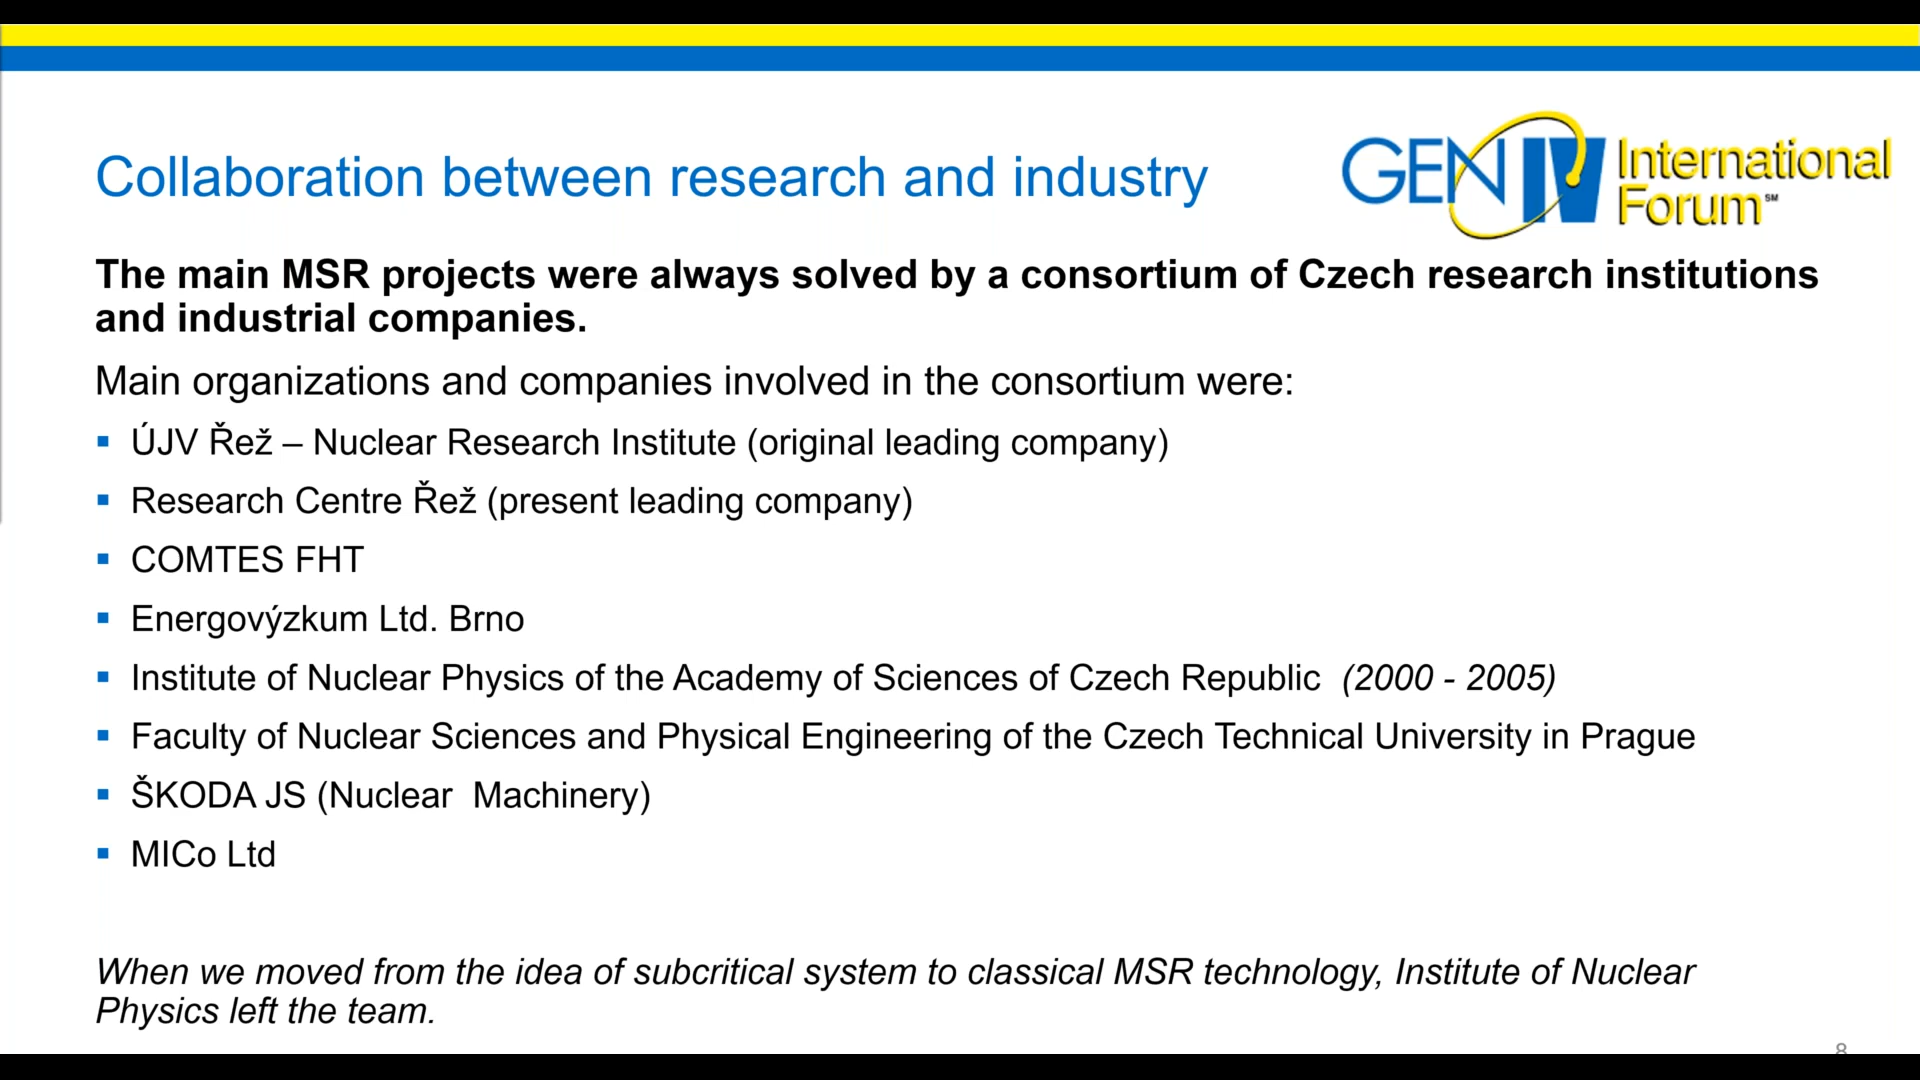 Collaboration between research and industry
GEN IV International
Forum℠
The main MSR projects were always solved by a consortium of Czech research institutions
and industrial companies.
Main organizations and companies involved in the consortium were:
▪ ÚJV Řež – Nuclear Research Institute (original leading company)
▪ Research Centre Řež (present leading company)
▪ COMTES FHT
▪ Energovýzkum Ltd. Brno
▪ Institute of Nuclear Physics of the Academy of Sciences of Czech Republic (2000 - 2005)
▪ Faculty of Nuclear Sciences and Physical Engineering of the Czech Technical University in Prague
▪ ŠKODA JS (Nuclear Machinery)
▪ MICo Ltd
When we moved from the idea of subcritical system to classical MSR technology, Institute of Nuclear
Physics left the team.
8